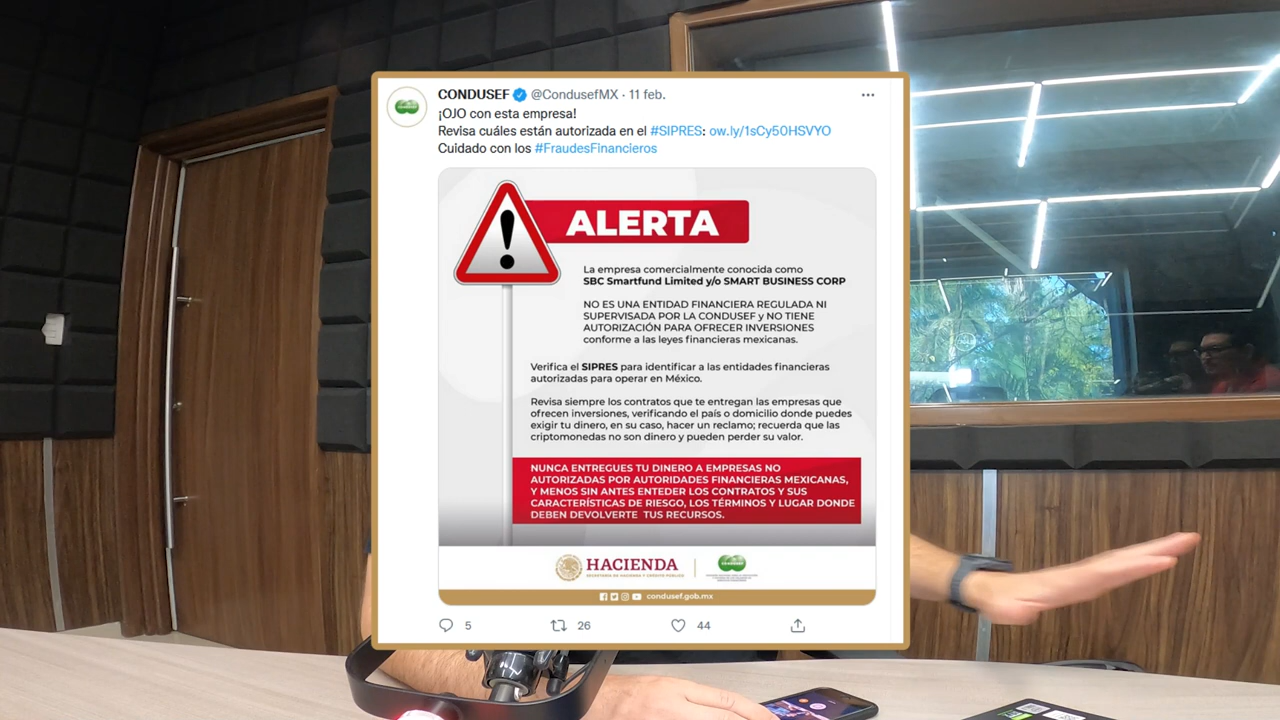 CONDUSEF @CondusefMX · 11 feb.
¡OJO con esta empresa!
Revisa cuáles están autorizada en el #SIPRES: ow.ly/1sCy50HSVYO
Cuidado con los #FraudesFinancieros
ALERTA
La empresa comercialmente conocida como
SBC Smartfund Limited y/o SMART BUSINESS CORP
NO ES UNA ENTIDAD FINANCIERA REGULADA NI
SUPERVISADA POR LA CONDUSEF y NO TIENE
AUTORIZACIÓN PARA OFRECER INVERSIONES
conforme a las leyes financieras mexicanas.
Verifica el SIPRES para identificar a las entidades financieras
autorizadas para operar en México.
Revisa siempre los contratos que te entregan las empresas que
ofrecen inversiones, verificando el país o domicilio donde puedes
exigir tu dinero, en su caso, hacer un reclamo; recuerda que las
criptomonedas no son dinero y pueden perder su valor.
NUNCA ENTREGUES TU DINERO A EMPRESAS NO
AUTORIZADAS POR AUTORIDADES FINANCIERAS MEXICANAS,
Y MENOS SIN ANTES ENTEDER LOS CONTRATOS Y SUS
CARACTERÍSTICAS DE RIESGO, LOS TÉRMINOS Y LUGAR DONDE
DEBEN DEVOLVERTE TUS RECURSOS.
HACIENDA
SECRETARÍA DE HACIENDA Y CRÉDITO PÚBLICO
condusef.gob.mx
5 26 44